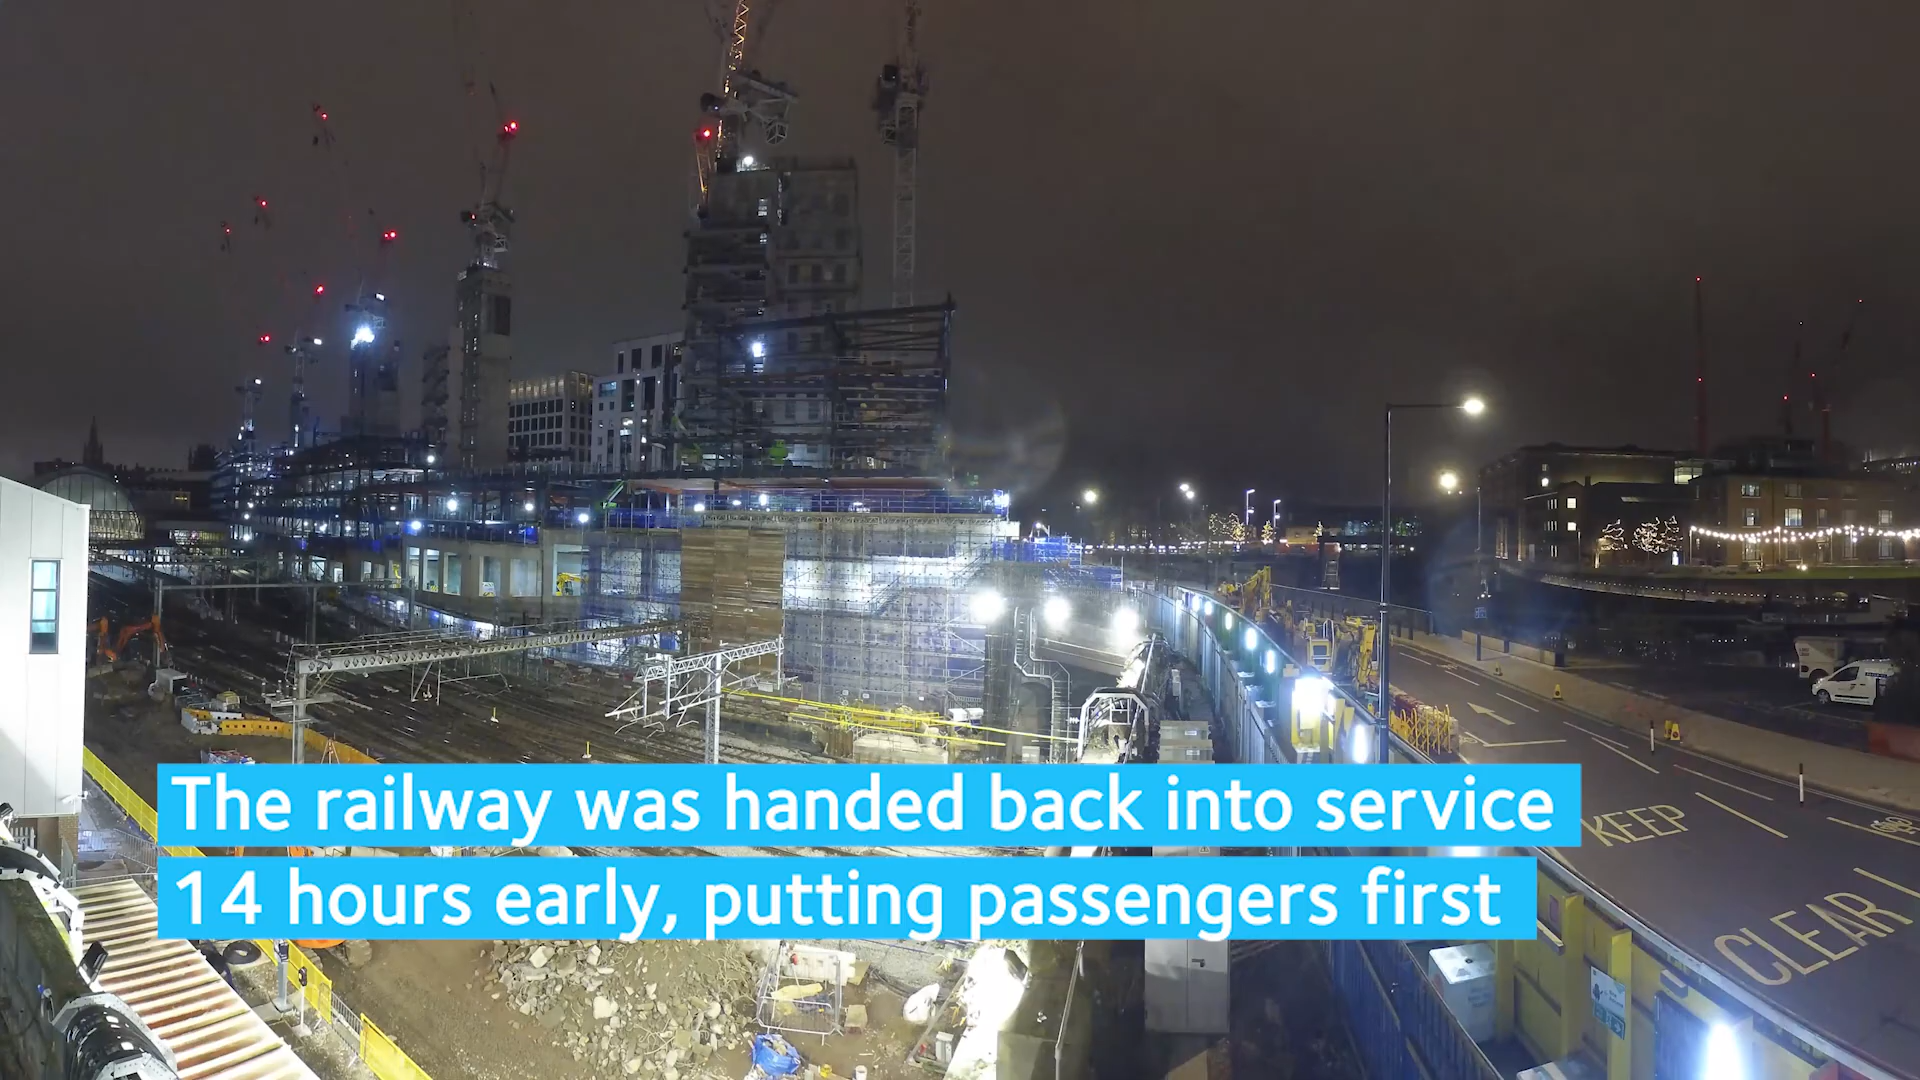 The railway was handed back into service
14 hours early, putting passengers first
KEEP
CLEAR